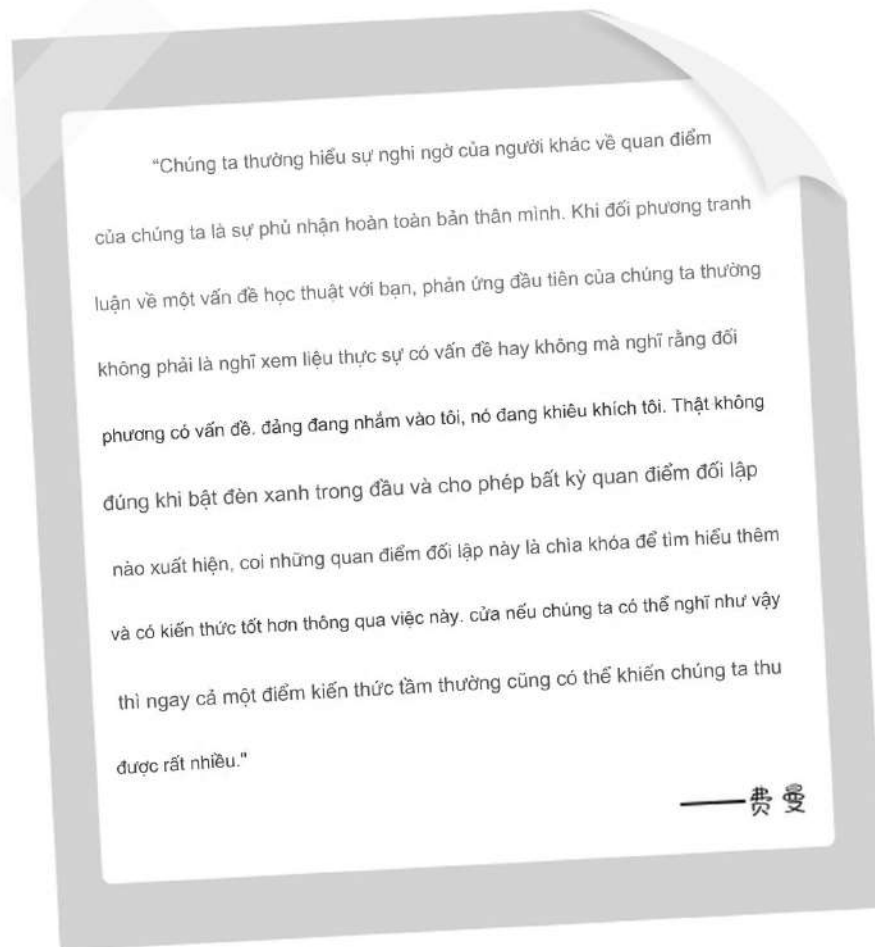 “Chúng ta thường hiểu sự nghi ngờ của người khác về quan điểm
của chúng ta là sự phủ nhận hoàn toàn bản thân mình. Khi đối phương tranh
luận về một vấn đề học thuật với bạn, phản ứng đầu tiên của chúng ta thường
không phải là nghĩ xem liệu thực sự có vấn đề hay không mà nghĩ rằng đối
phương có vấn đề. đảng đang nhắm vào tôi, nó đang khiêu khích tôi. Thật không
đúng khi bật đèn xanh trong đầu và cho phép bất kỳ quan điểm đối lập
nào xuất hiện, coi những quan điểm đối lập này là chìa khóa để tìm hiểu thêm
và có kiến thức tốt hơn thông qua việc này. cửa nếu chúng ta có thể nghĩ như vậy
thì ngay cả một điểm kiến thức tầm thường cũng có thể khiến chúng ta thu
được rất nhiều."
——费曼